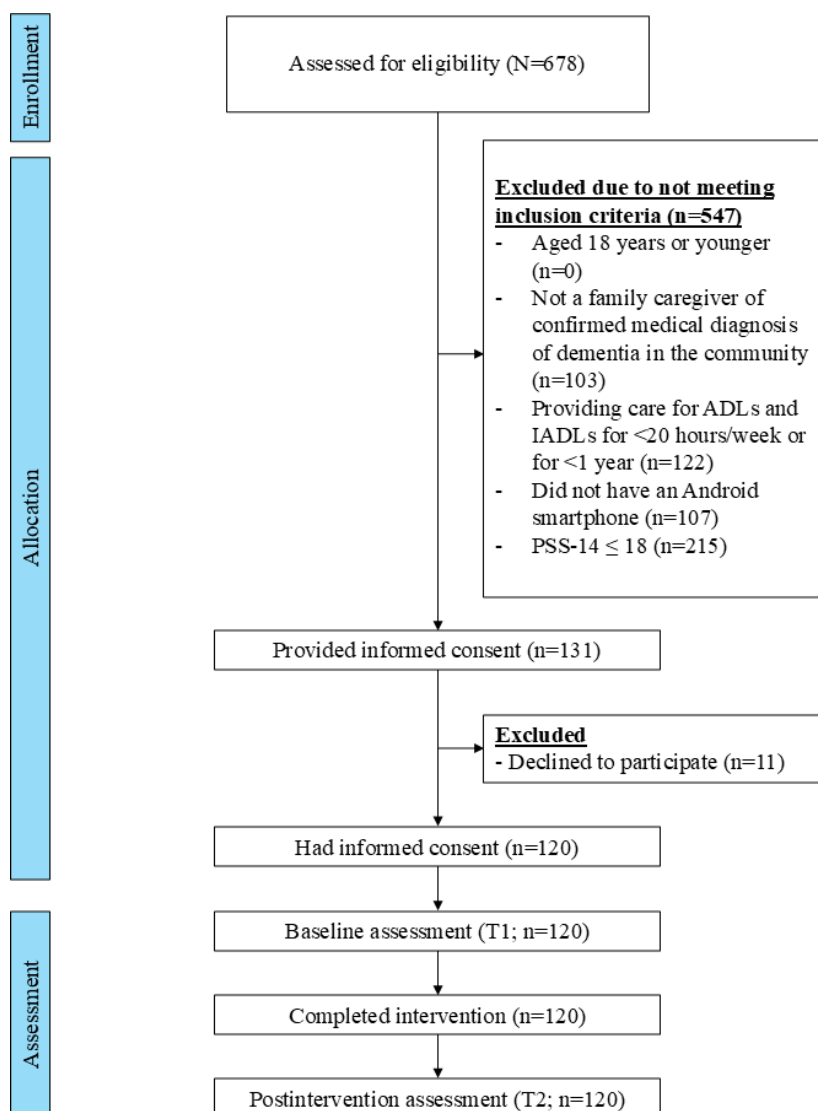 Enrollment
Assessed for eligibility (N=678)
Allocation
Excluded due to not meeting
inclusion criteria (n=547)
- Aged 18 years or younger
(n=0)
- Not a family caregiver of
confirmed medical diagnosis
of dementia in the community
(n=103)
- Providing care for ADLs and
IADLs for <20 hours/week or
for <1 year (n=122)
- Did not have an Android
smartphone (n=107)
- PSS-14 ≤ 18 (n=215)
Provided informed consent (n=131)
Excluded
- Declined to participate (n=11)
Had informed consent (n=120)
Assessment
Baseline assessment (T1; n=120)
Completed intervention (n=120)
Postintervention assessment (T2; n=120)